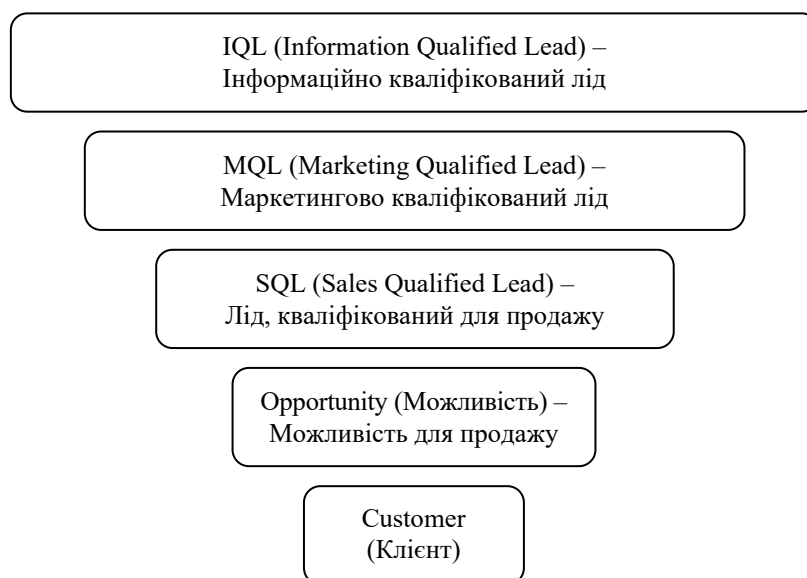 IQL (Information Qualified Lead) –
Інформаційно кваліфікований лід
MQL (Marketing Qualified Lead) –
Маркетингово кваліфікований лід
SQL (Sales Qualified Lead) –
Лід, кваліфікований для продажу
Opportunity (Можливість) –
Можливість для продажу
Customer
(Клієнт)